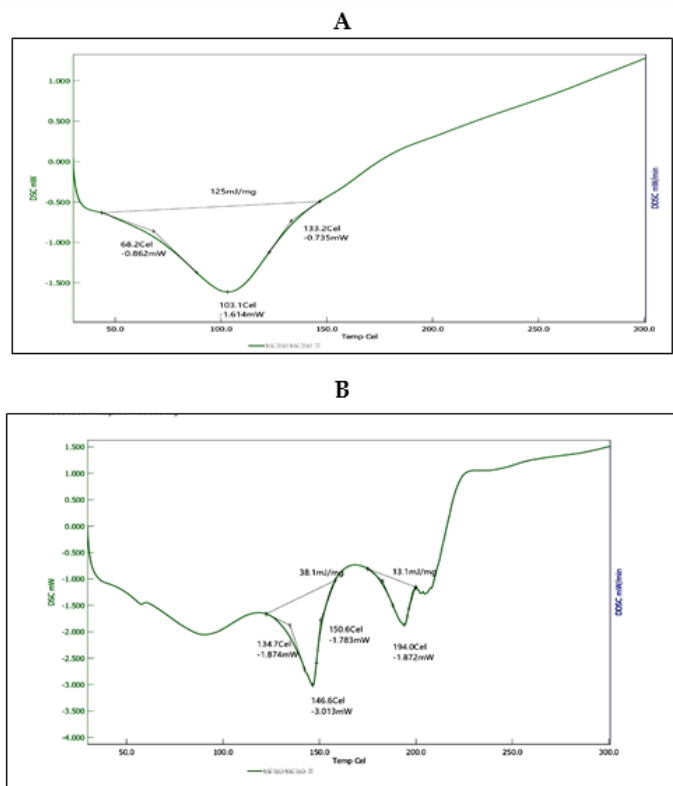 A
1.000
0.500
0.000
-0.500
-1.000
-1.500
DSC mW
DDSC mW/min
125mJ/mg
68.2Cel
-0.862mW
133.2Cel
-0.735mW
103.1Cel
-1.614mW
50.0 100.0 150.0 200.0 250.0 300.0
Temp Cel
B
1.500
1.000
0.500
0.000
-0.500
-1.000
-1.500
-2.000
-2.500
-3.000
-3.500
-4.000
DSC mW
DDSC mW/min
38.1mJ/mg
13.1mJ/mg
134.7Cel
-1.874mW
150.6Cel
-1.783mW
194.0Cel
-1.872mW
146.6Cel
-3.013mW
50.0 100.0 150.0 200.0 250.0 300.0
Temp Cel